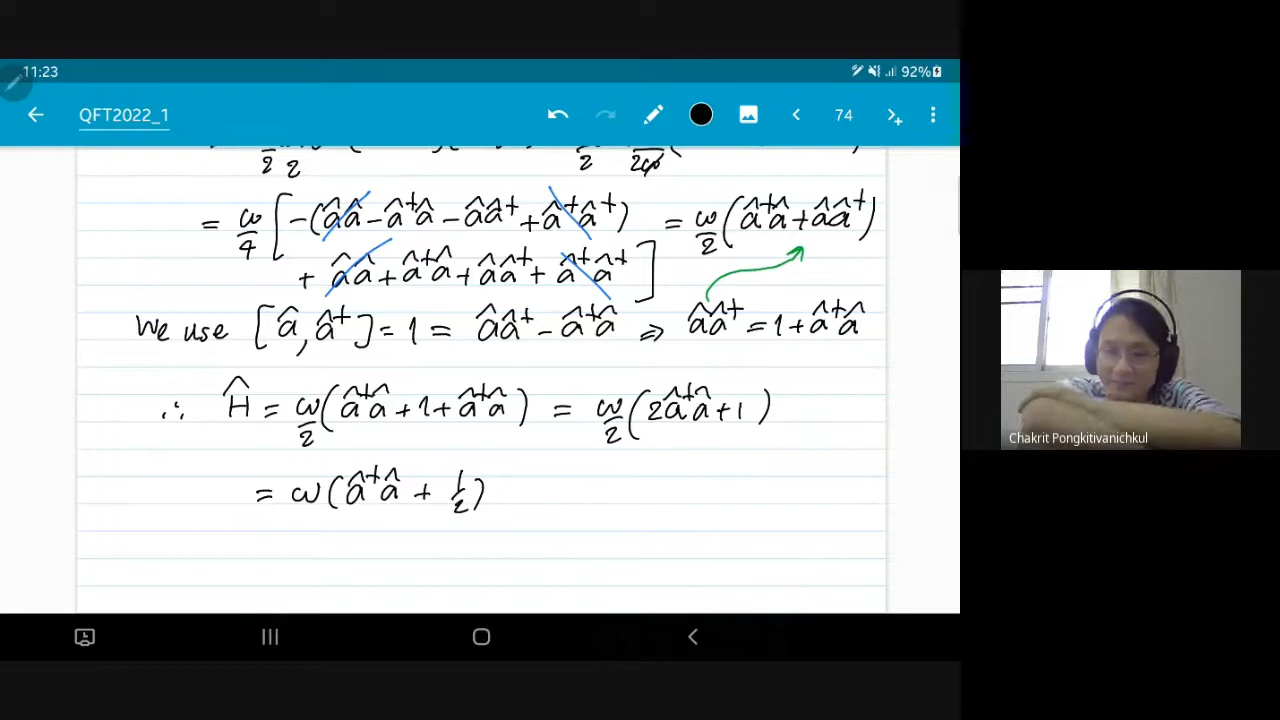 11:23
92%
QFT2022_1
74
= ω/4 [ -(ââ - â†â - ââ† + â†â†) = ω/2 (â†â + ââ†)
+ ââ + â†â + ââ† + â†â† ]
We use [â, â†] = 1 = ââ† - â†â ⇒ ââ† = 1 + â†â
∴ Ĥ = ω/2 (â†â + 1 + â†â) = ω/2 (2â†â + 1)
= ω(â†â + 1/2)
Chakrit Pongkitivanichkul